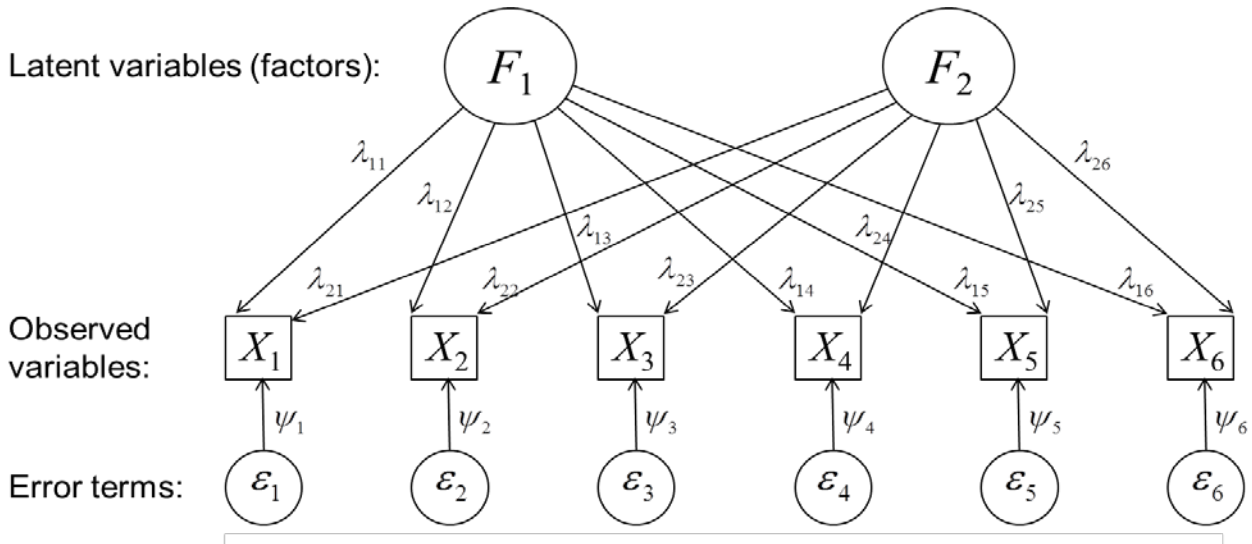 Latent variables (factors): F₁ F₂
λ₁₁ λ₂₆
λ₁₂ λ₂₅
λ₁₃ λ₂₄
λ₂₁ λ₂₂ λ₂₃ λ₁₄ λ₁₅ λ₁₆
Observed
variables:
X₁ X₂ X₃ X₄ X₅ X₆
ψ₁ ψ₂ ψ₃ ψ₄ ψ₅ ψ₆
Error terms: ε₁ ε₂ ε₃ ε₄ ε₅ ε₆